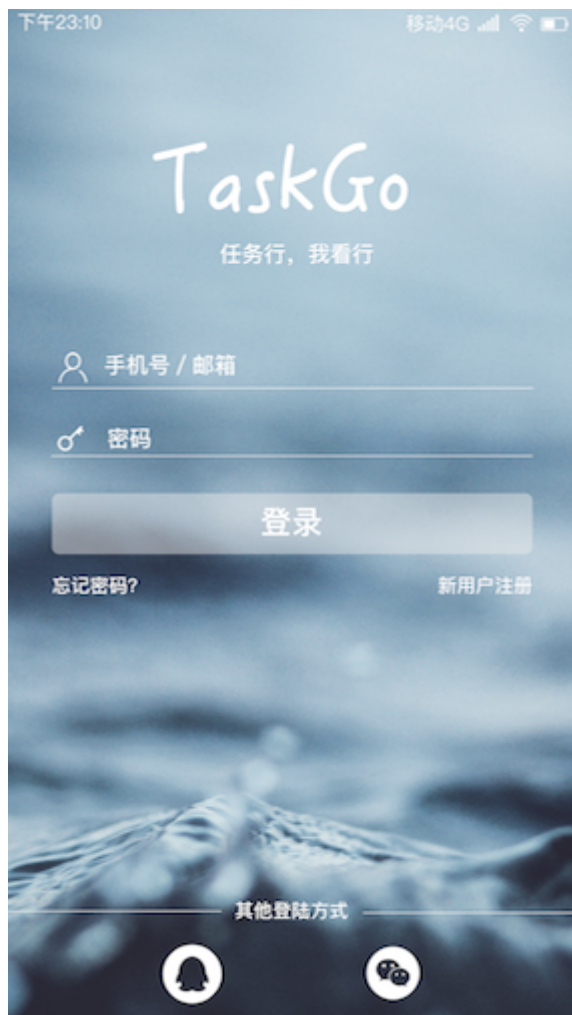 下午23:10 移动4G
TaskGo
任务行，我看行
手机号 / 邮箱
密码
登录
忘记密码? 新用户注册
其他登陆方式